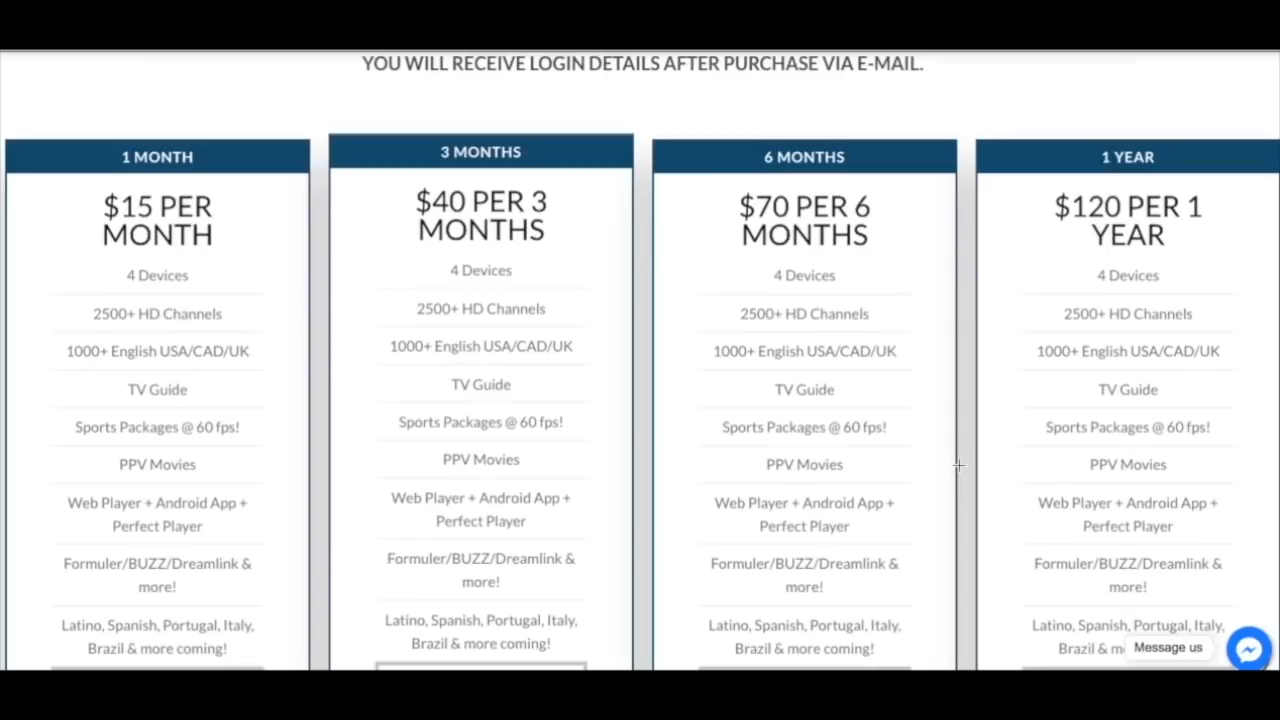 YOU WILL RECEIVE LOGIN DETAILS AFTER PURCHASE VIA E-MAIL.
1 MONTH
$15 PER
MONTH
4 Devices
2500+ HD Channels
1000+ English USA/CAD/UK
TV Guide
Sports Packages @ 60 fps!
PPV Movies
Web Player + Android App +
Perfect Player
Formuler/BUZZ/Dreamlink &
more!
Latino, Spanish, Portugal, Italy,
Brazil & more coming!
3 MONTHS
$40 PER 3
MONTHS
4 Devices
2500+ HD Channels
1000+ English USA/CAD/UK
TV Guide
Sports Packages @ 60 fps!
PPV Movies
Web Player + Android App +
Perfect Player
Formuler/BUZZ/Dreamlink &
more!
Latino, Spanish, Portugal, Italy,
Brazil & more coming!
6 MONTHS
$70 PER 6
MONTHS
4 Devices
2500+ HD Channels
1000+ English USA/CAD/UK
TV Guide
Sports Packages @ 60 fps!
PPV Movies
Web Player + Android App +
Perfect Player
Formuler/BUZZ/Dreamlink &
more!
Latino, Spanish, Portugal, Italy,
Brazil & more coming!
1 YEAR
$120 PER 1
YEAR
4 Devices
2500+ HD Channels
1000+ English USA/CAD/UK
TV Guide
Sports Packages @ 60 fps!
PPV Movies
Web Player + Android App +
Perfect Player
Formuler/BUZZ/Dreamlink &
more!
Latino, Spanish, Portugal, Italy,
Brazil &
Message us